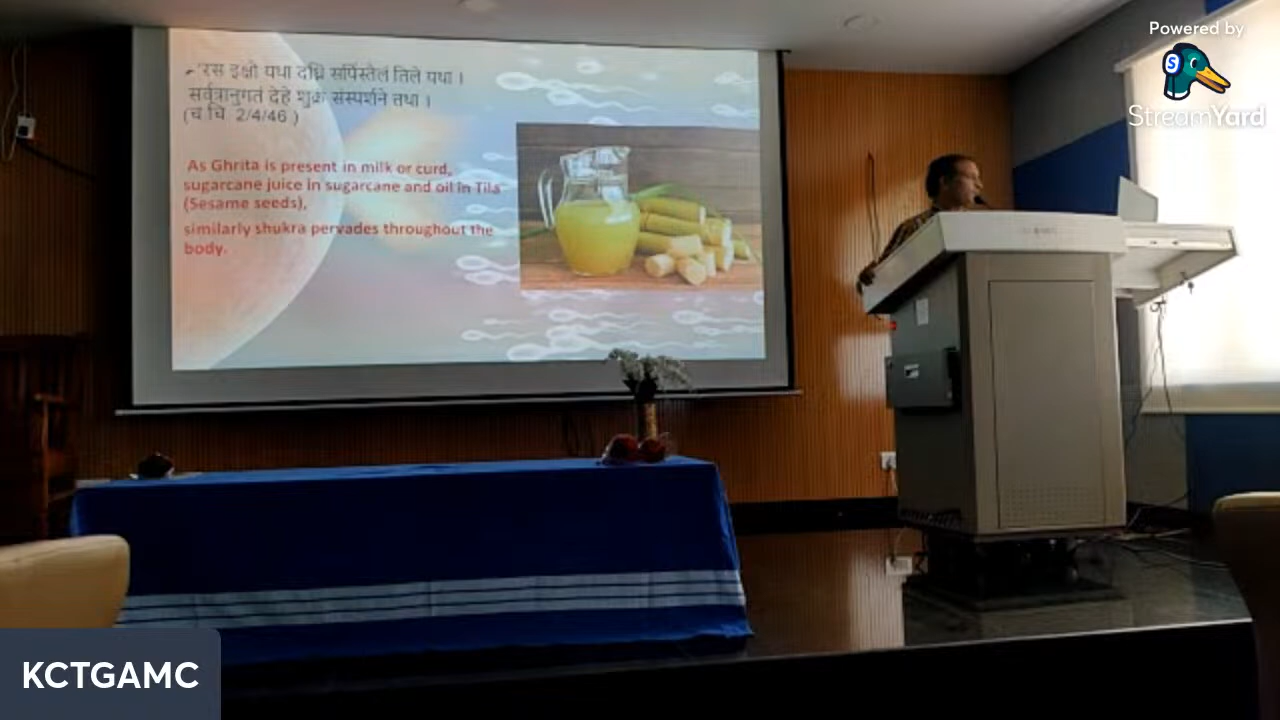 Powered by
StreamYard
रस इक्षौ यथा दध्नि सर्पिस्तैलं तिले यथा ।
सर्वत्रानुगतं देहे शुक्रं संस्पर्शने तथा ।
(च चि 2/4/46 )
As Ghrita is present in milk or curd,
sugarcane juice in sugarcane and oil in Tila
(Sesame seeds),
similarly shukra pervades throughout the
body.
KCTGAMC